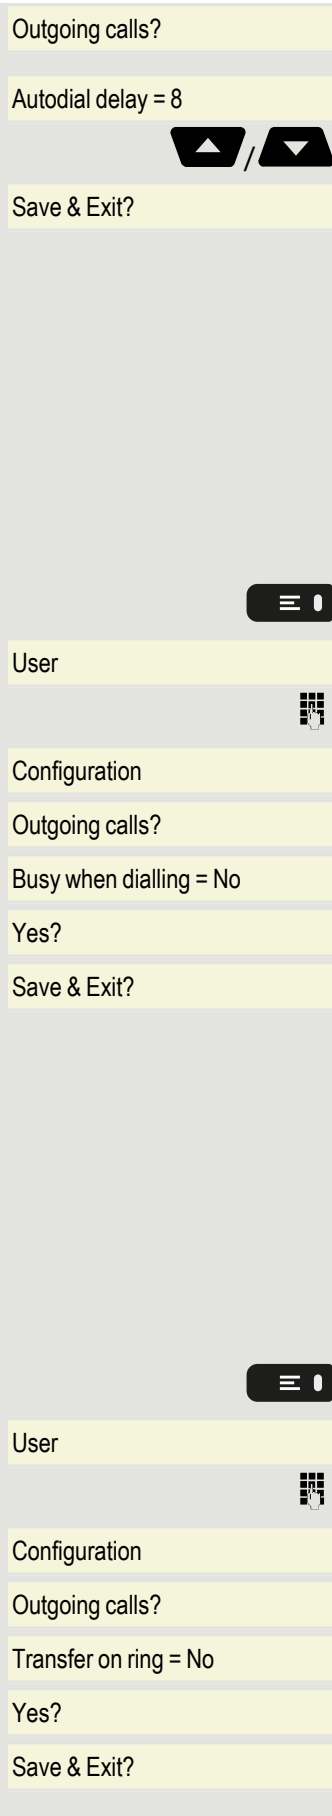 Outgoing calls?
Autodial delay = 8
/
Save & Exit?
User
Configuration
Outgoing calls?
Busy when dialling = No
Yes?
Save & Exit?
User
Configuration
Outgoing calls?
Transfer on ring = No
Yes?
Save & Exit?